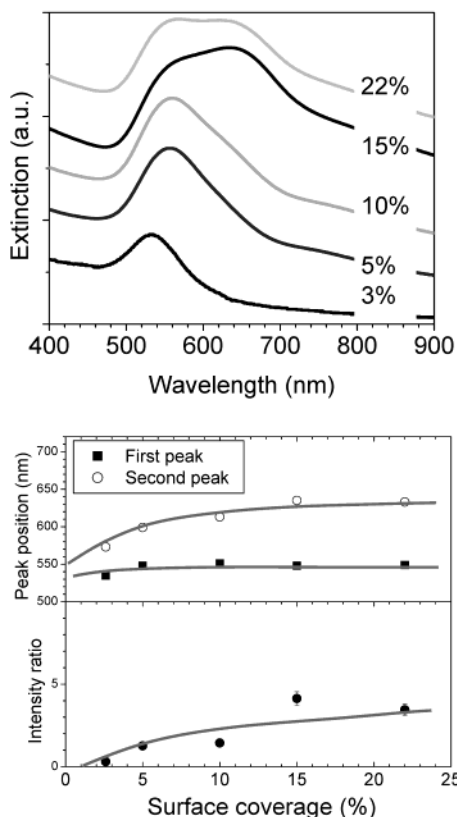 Extinction (a.u.)
22%
15%
10%
5%
3%
400 500 600 700 800 900
Wavelength (nm)
First peak
Second peak
Peak position (nm)
700
650
600
550
500
Intensity ratio
5
0
0 5 10 15 20 25
Surface coverage (%)